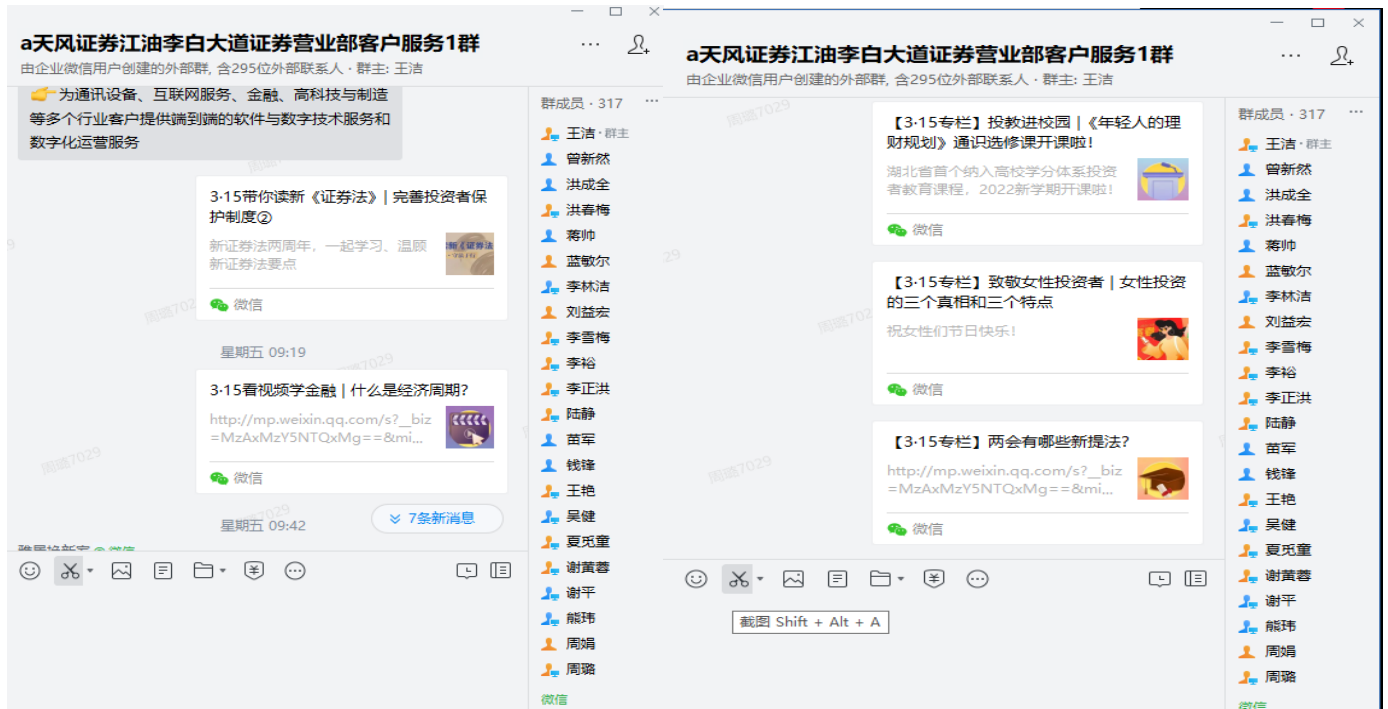 a天风证券江油李白大道证券营业部客户服务1群
由企业微信用户创建的外部群, 含295位外部联系人 · 群主: 王洁
为通讯设备、互联网服务、金融、高科技与制造
等多个行业客户提供端到端的软件与数字技术服务和
数字化运营服务
3·15带你读新《证券法》| 完善投资者保
护制度②
新证券法两周年，一起学习、温顾
新证券法要点
微信
星期五 09:19
3·15看视频学金融 | 什么是经济周期?
http://mp.weixin.qq.com/s?__biz
=MzAxMzY5NTQxMg==&mi...
微信
星期五 09:42
7条新消息
群成员 · 317
王洁 · 群主
曾新然
洪成全
洪春梅
蒋帅
蓝敏尔
李林洁
刘益宏
李雪梅
李裕
李正洪
陆静
苗军
钱锋
王艳
吴健
夏兎童
谢黄蓉
谢平
熊玮
周娟
周璐
微信
a天风证券江油李白大道证券营业部客户服务1群
由企业微信用户创建的外部群, 含295位外部联系人 · 群主: 王洁
【3·15专栏】投教进校园 |《年轻人的理
财规划》通识选修课开课啦!
湖北省首个纳入高校学分体系投资
者教育课程，2022新学期开课啦!
微信
【3·15专栏】致敬女性投资者 | 女性投资
的三个真相和三个特点
祝女性们节日快乐!
微信
【3·15专栏】两会有哪些新提法?
http://mp.weixin.qq.com/s?__biz
=MzAxMzY5NTQxMg==&mi...
微信
截图 Shift + Alt + A
群成员 · 317
王洁 · 群主
曾新然
洪成全
洪春梅
蒋帅
蓝敏尔
李林洁
刘益宏
李雪梅
李裕
李正洪
陆静
苗军
钱锋
王艳
吴健
夏兎童
谢黄蓉
谢平
熊玮
周娟
周璐
微信
周璐7029